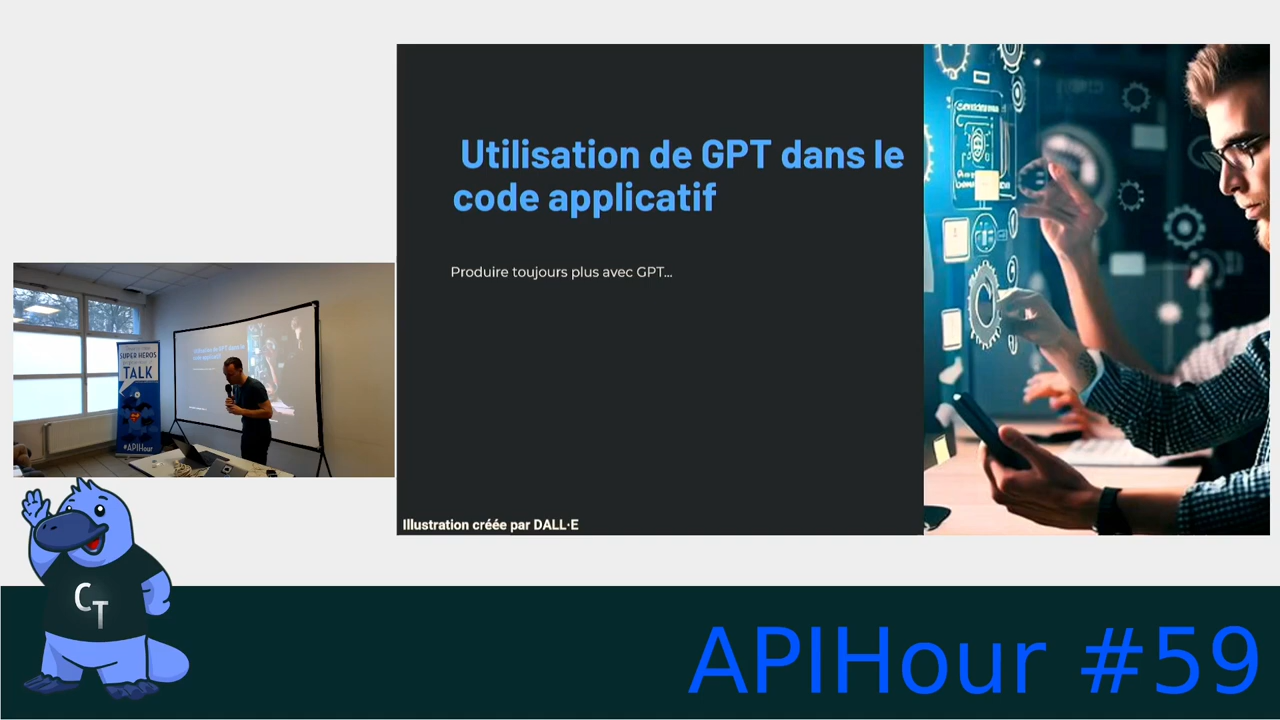 Utilisation de GPT dans le
code applicatif
Produire toujours plus avec GPT...
Illustration créée par DALL·E
SUPER HEROS
TALK
#APIHour
CT
APIHour #59